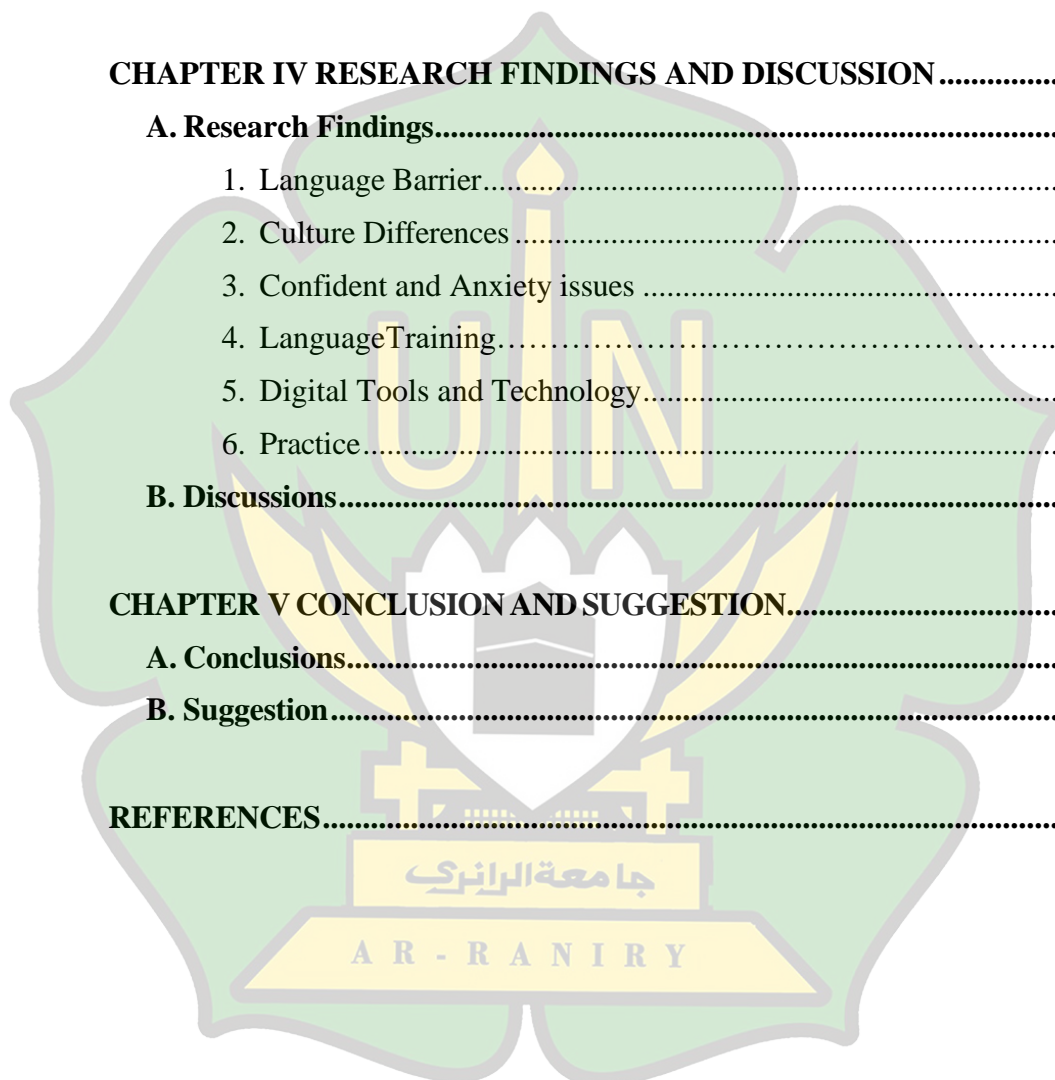 CHAPTER IV RESEARCH FINDINGS AND DISCUSSION................
A. Research Findings................................................................
1. Language Barrier................................................................
2. Culture Differences................................................................
3. Confident and Anxiety issues................................................................
4. LanguageTraining……………………………………………..
5. Digital Tools and Technology................................................................
6. Practice................................................................
B. Discussions................................................................
CHAPTER V CONCLUSION AND SUGGESTION................................
A. Conclusions................................................................
B. Suggestion................................................................
REFERENCES................................................................
UIN
جامعة الرانري
AR-RANIRY